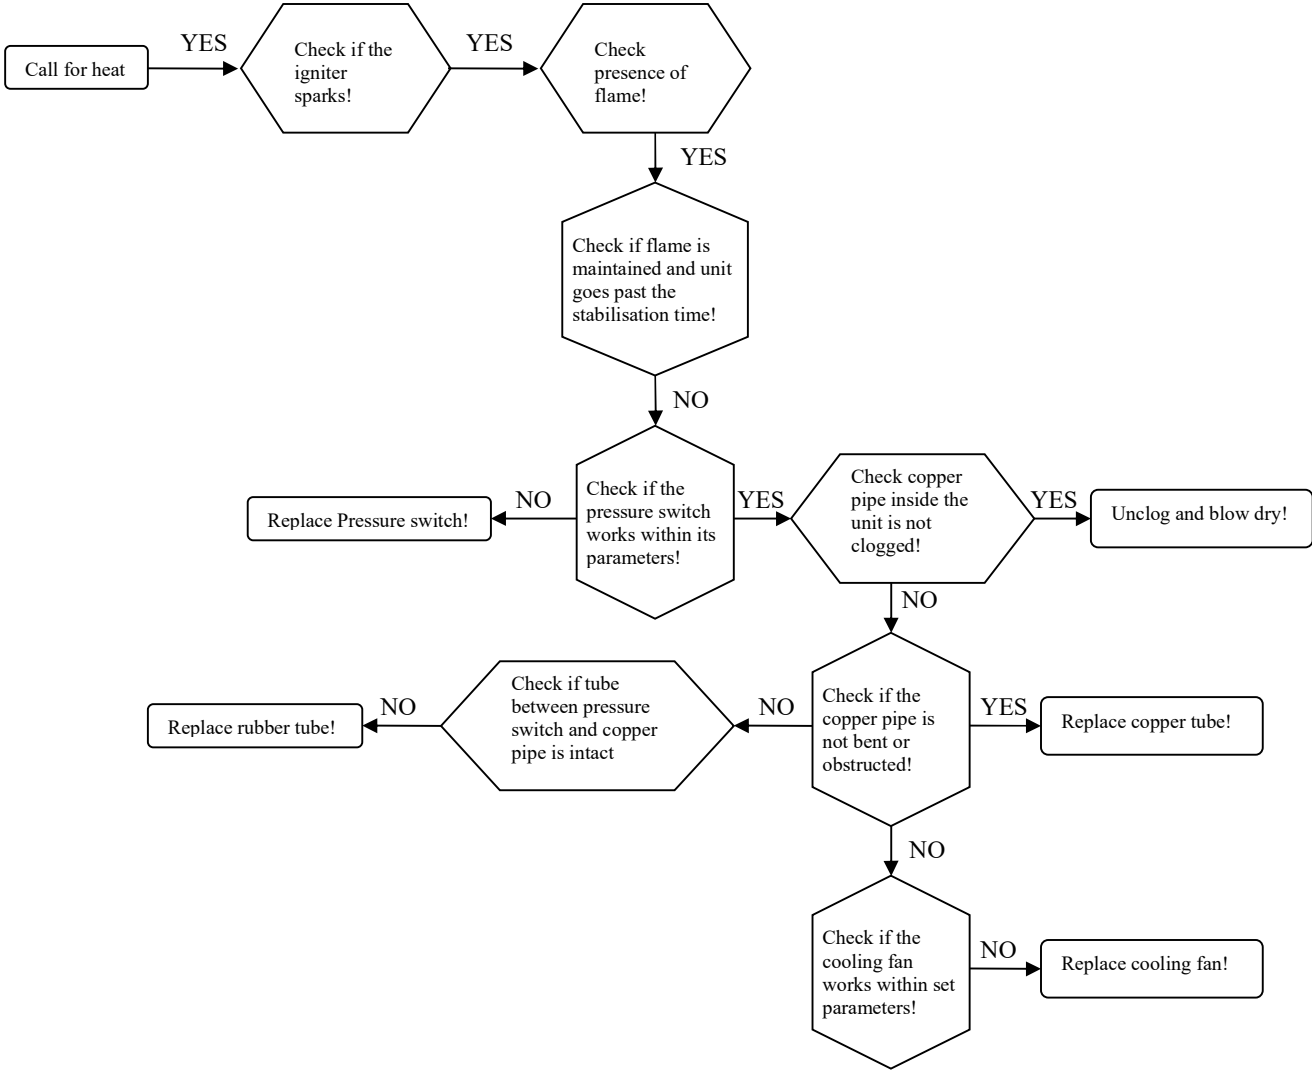 Call for heat
YES
Check if the
igniter
sparks!
YES
Check
presence of
flame!
YES
Check if flame is
maintained and unit
goes past the
stabilisation time!
NO
Check if the
pressure switch
works within its
parameters!
NO
Replace Pressure switch!
YES
Check copper
pipe inside the
unit is not
clogged!
YES
Unclog and blow dry!
NO
Check if the
copper pipe is
not bent or
obstructed!
YES
Replace copper tube!
NO
Check if tube
between pressure
switch and copper
pipe is intact
NO
Replace rubber tube!
NO
Check if the
cooling fan
works within set
parameters!
NO
Replace cooling fan!